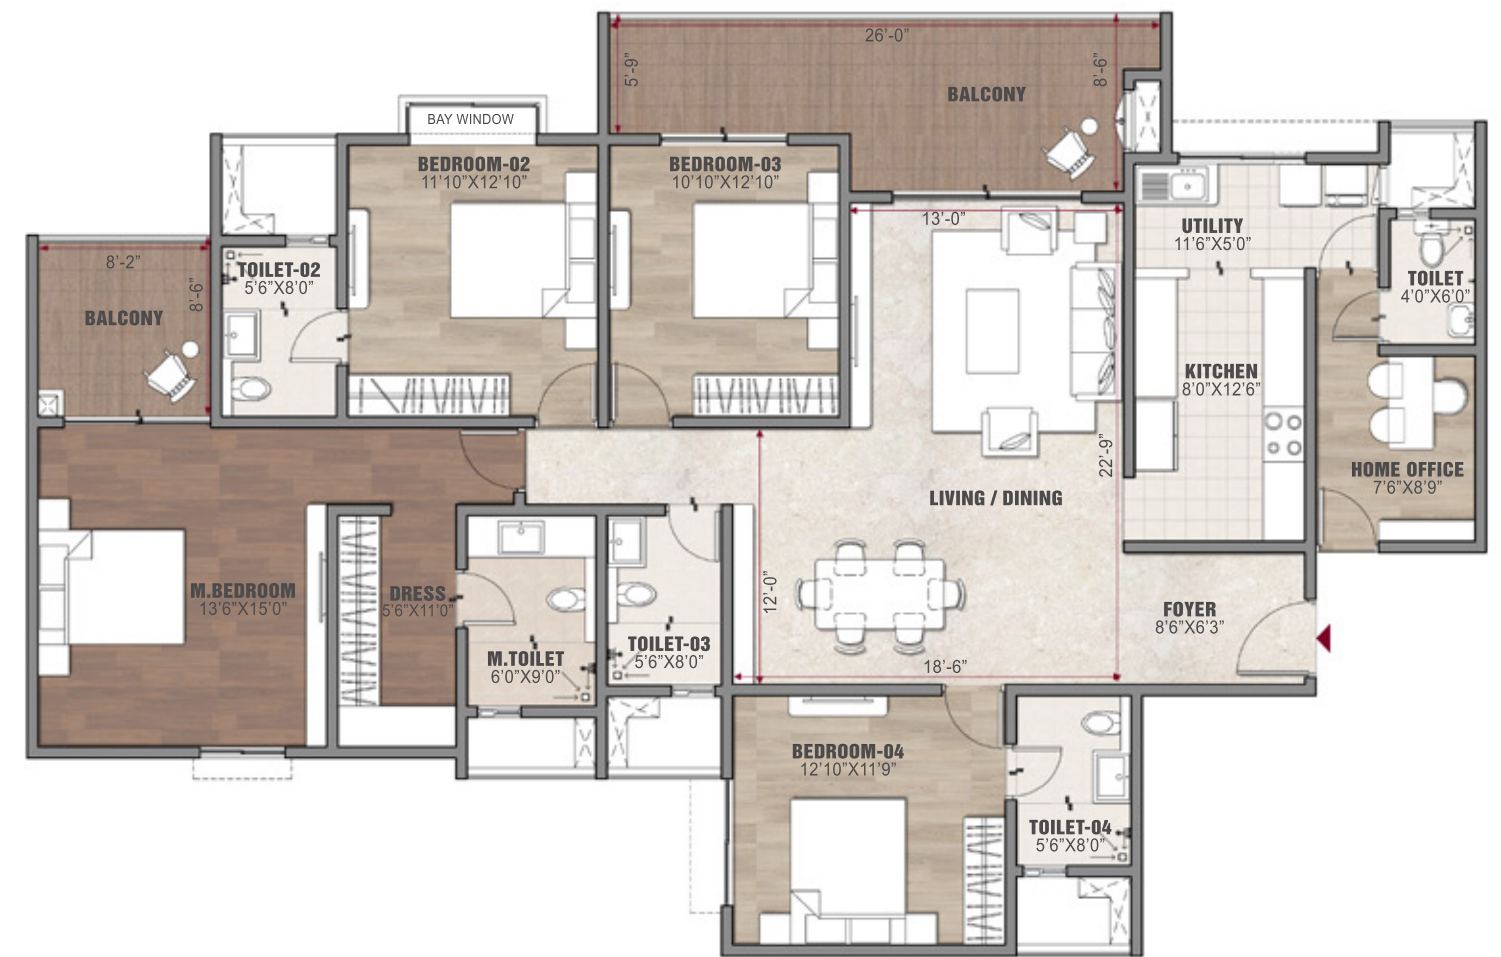 26'-0"
5'-9"
8'-6"
BALCONY
BAY WINDOW
BEDROOM-02
11'10"X12'10"
BEDROOM-03
10'10"X12'10"
13'-0"
UTILITY
11'6"X5'0"
8'-2"
8'-6"
BALCONY
TOILET-02
5'6"X8'0"
TOILET
4'0"X6'0"
KITCHEN
8'0"X12'6"
22'-9"
HOME OFFICE
7'6"X8'9"
LIVING / DINING
M.BEDROOM
13'6"X15'0"
DRESS
5'6"X11'0"
12'-0"
FOYER
8'6"X6'3"
M.TOILET
6'0"X9'0"
TOILET-03
5'6"X8'0"
18'-6"
BEDROOM-04
12'10"X11'9"
TOILET-04
5'6"X8'0"